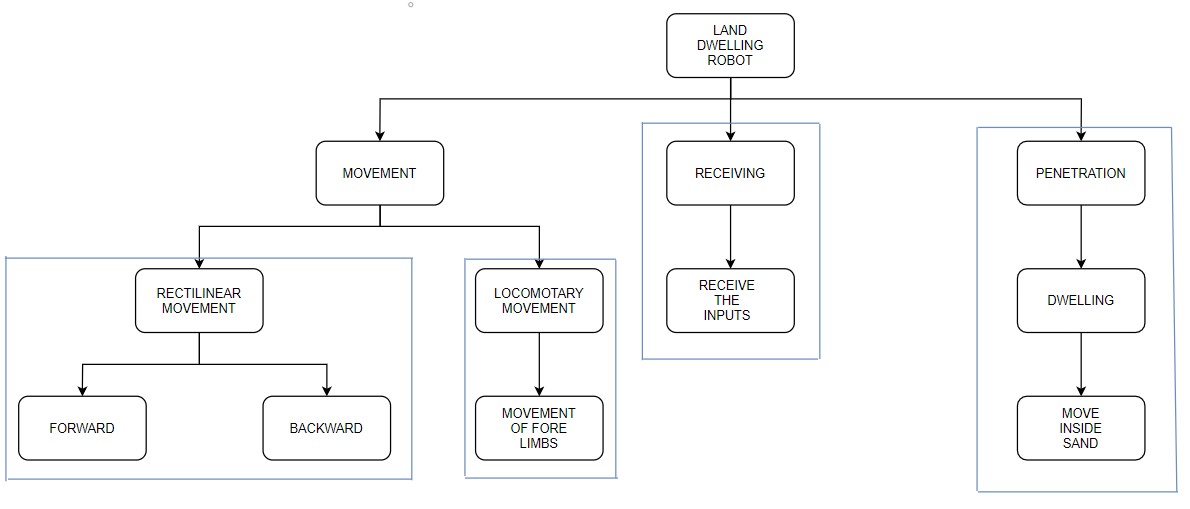 LAND
DWELLING
ROBOT
MOVEMENT
RECEIVING
PENETRATION
RECTILINEAR
MOVEMENT
LOCOMOTARY
MOVEMENT
RECEIVE
THE
INPUTS
DWELLING
FORWARD
BACKWARD
MOVEMENT
OF FORE
LIMBS
MOVE
INSIDE
SAND